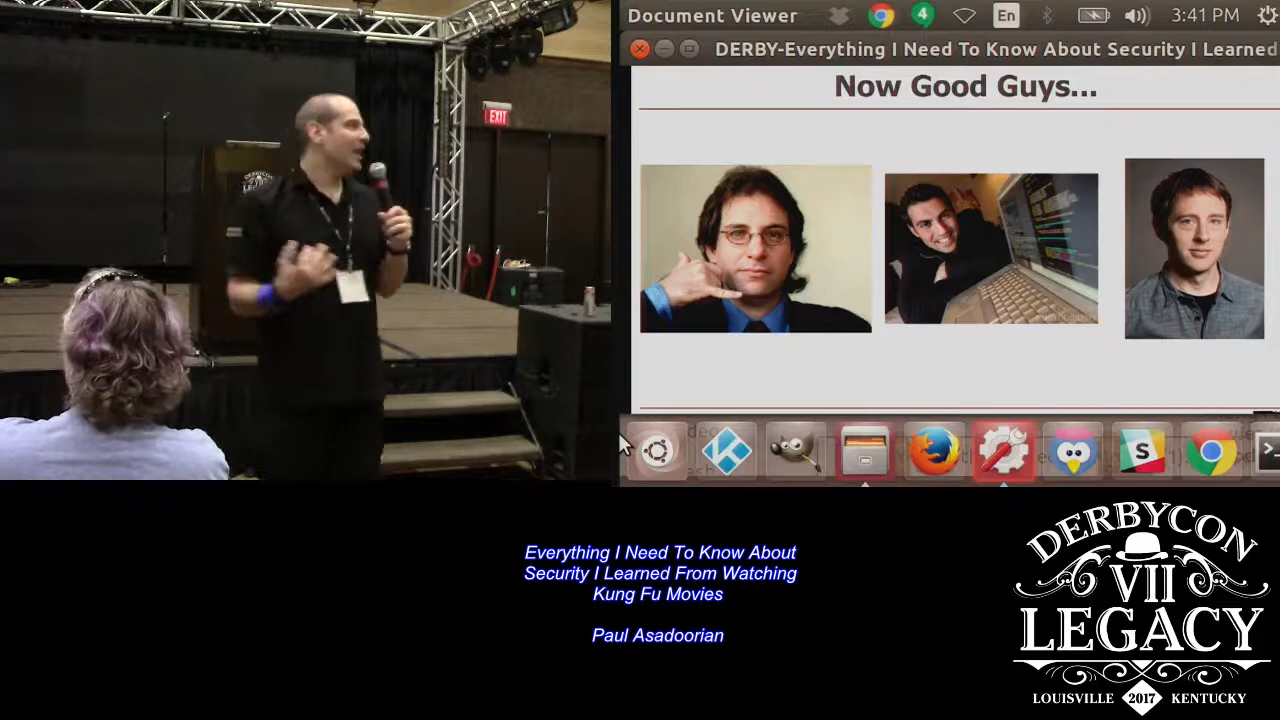 Document Viewer
4
En
3:41 PM
DERBY-Everything I Need To Know About Security I Learned
Now Good Guys...
EXIT
DERBYCON
S
>_
Everything I Need To Know About
Security I Learned From Watching
Kung Fu Movies
Paul Asadoorian
DERBYCON
VII
LEGACY
LOUISVILLE 2017 KENTUCKY